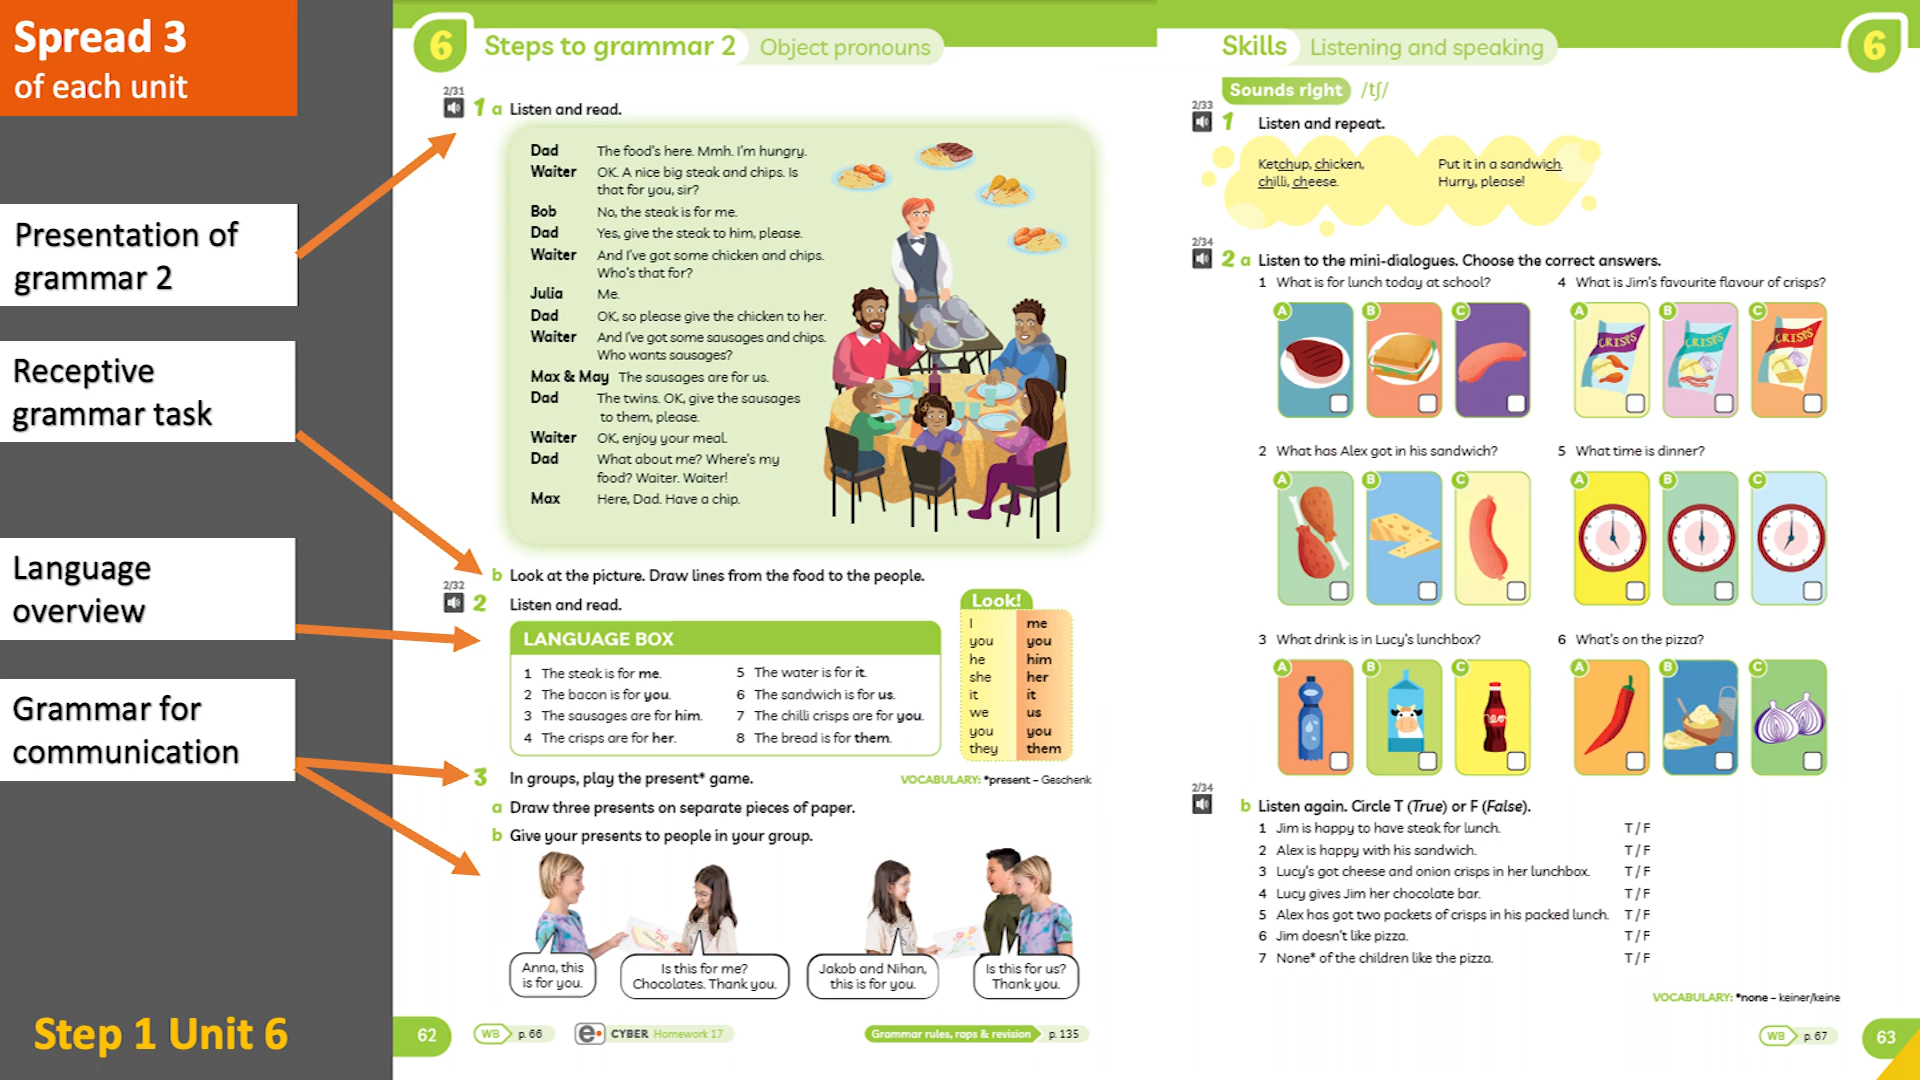 Spread 3
of each unit
Presentation of
grammar 2
Receptive
grammar task
Language
overview
Grammar for
communication
Step 1 Unit 6
6 Steps to grammar 2 Object pronouns
2/31
1 a Listen and read.
Dad The food's here. Mmh. I'm hungry.
Waiter OK. A nice big steak and chips. Is
that for you, sir?
Bob No, the steak is for me.
Dad Yes, give the steak to him, please.
Waiter And I've got some chicken and chips.
Who's that for?
Julia Me.
Dad OK, so please give the chicken to her.
Waiter And I've got some sausages and chips.
Who wants sausages?
Max & May The sausages are for us.
Dad The twins. OK, give the sausages
to them, please.
Waiter OK, enjoy your meal.
Dad What about me? Where's my
food? Waiter. Waiter!
Max Here, Dad. Have a chip.
b Look at the picture. Draw lines from the food to the people.
2/32
2 Listen and read.
LANGUAGE BOX
1 The steak is for me.
2 The bacon is for you.
3 The sausages are for him.
4 The crisps are for her.
5 The water is for it.
6 The sandwich is for us.
7 The chilli crisps are for you.
8 The bread is for them.
Look!
I me
you you
he him
she her
it it
we us
you you
they them
3 In groups, play the present* game.
VOCABULARY: *present – Geschenk
a Draw three presents on separate pieces of paper.
b Give your presents to people in your group.
Anna, this
is for you.
Is this for me?
Chocolates. Thank you.
Jakob and Nihan,
this is for you.
Is this for us?
Thank you.
62 WB p. 66 e CYBER Homework 17 Grammar rules, raps & revision p. 135
Skills Listening and speaking 6
Sounds right /tʃ/
2/33
1 Listen and repeat.
Ketchup, chicken,
chilli, cheese.
Put it in a sandwich.
Hurry, please!
2/34
2 a Listen to the mini-dialogues. Choose the correct answers.
1 What is for lunch today at school?
A B C
2 What has Alex got in his sandwich?
A B C
3 What drink is in Lucy's lunchbox?
A B C
4 What is Jim's favourite flavour of crisps?
A B C
CRISPS CRISPS CRISPS
5 What time is dinner?
A B C
6 What's on the pizza?
A B C
2/34
b Listen again. Circle T (True) or F (False).
1 Jim is happy to have steak for lunch. T / F
2 Alex is happy with his sandwich. T / F
3 Lucy's got cheese and onion crisps in her lunchbox. T / F
4 Lucy gives Jim her chocolate bar. T / F
5 Alex has got two packets of crisps in his packed lunch. T / F
6 Jim doesn't like pizza. T / F
7 None* of the children like the pizza. T / F
VOCABULARY: *none – keiner/keine
WB p. 67 63